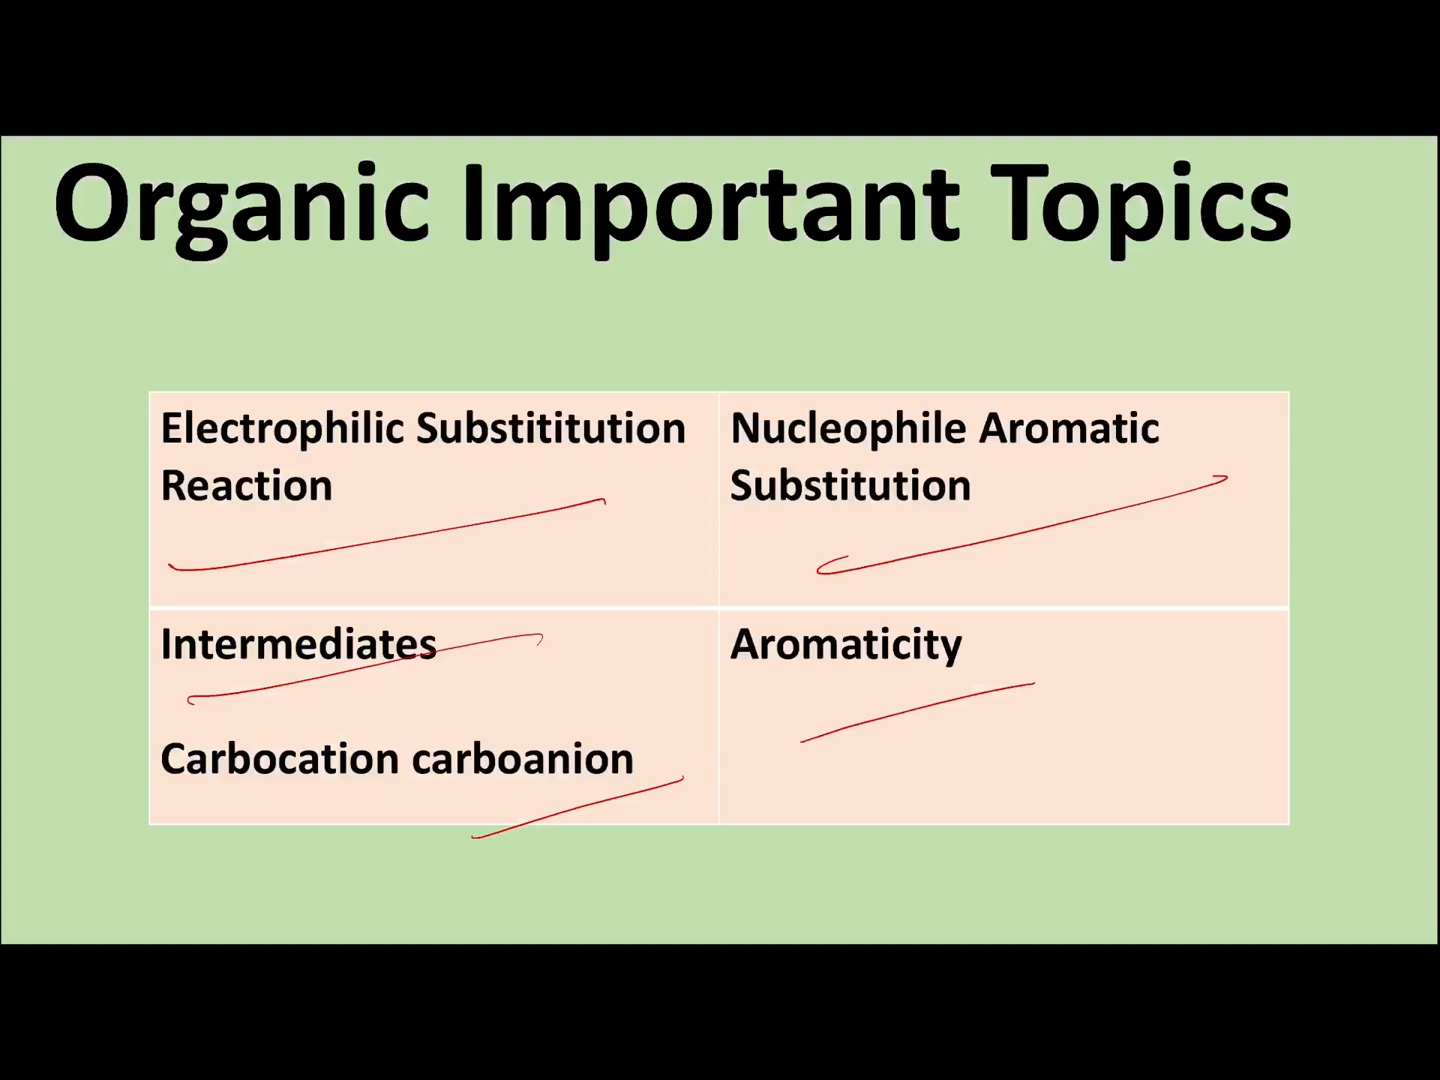 Organic Important Topics
Electrophilic Substititution
Reaction
Nucleophile Aromatic
Substitution
Intermediates
Carbocation carboanion
Aromaticity